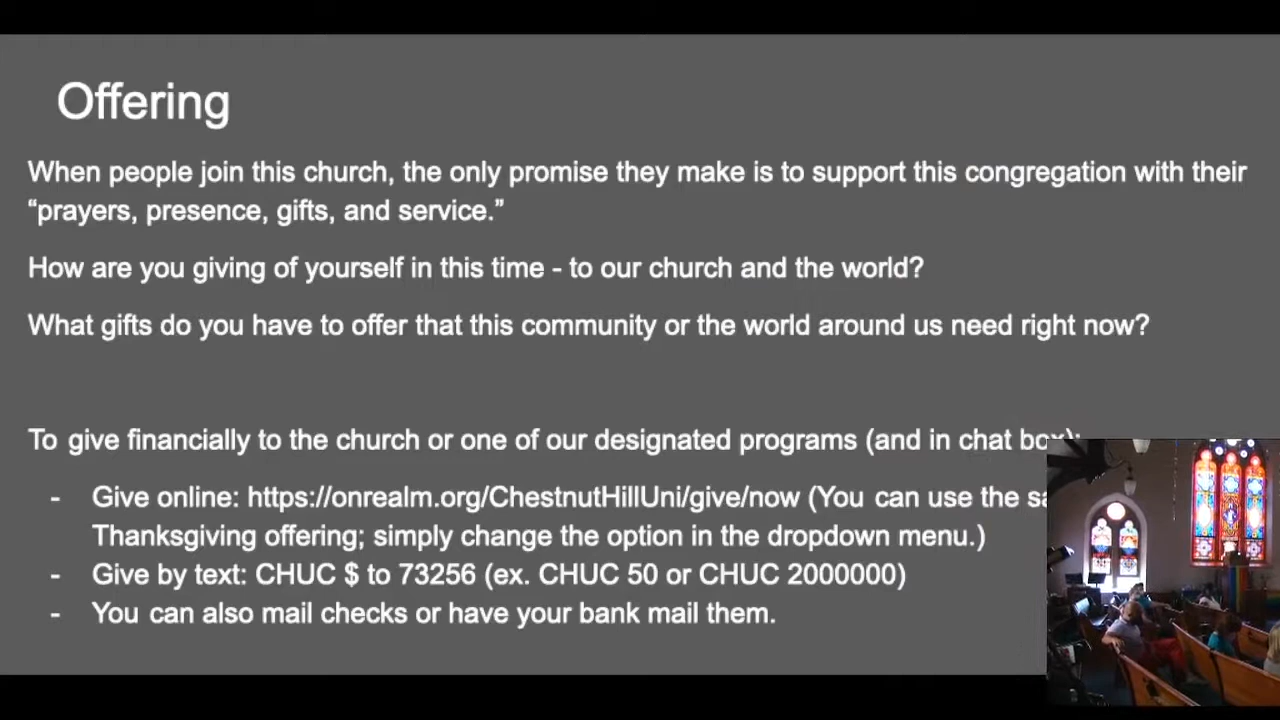 Offering
When people join this church, the only promise they make is to support this congregation with their
“prayers, presence, gifts, and service.”
How are you giving of yourself in this time - to our church and the world?
What gifts do you have to offer that this community or the world around us need right now?
To give financially to the church or one of our designated programs (and in chat box):
- Give online: https://onrealm.org/ChestnutHillUni/give/now (You can use the
Thanksgiving offering; simply change the option in the dropdown menu.)
- Give by text: CHUC $ to 73256 (ex. CHUC 50 or CHUC 2000000)
- You can also mail checks or have your bank mail them.